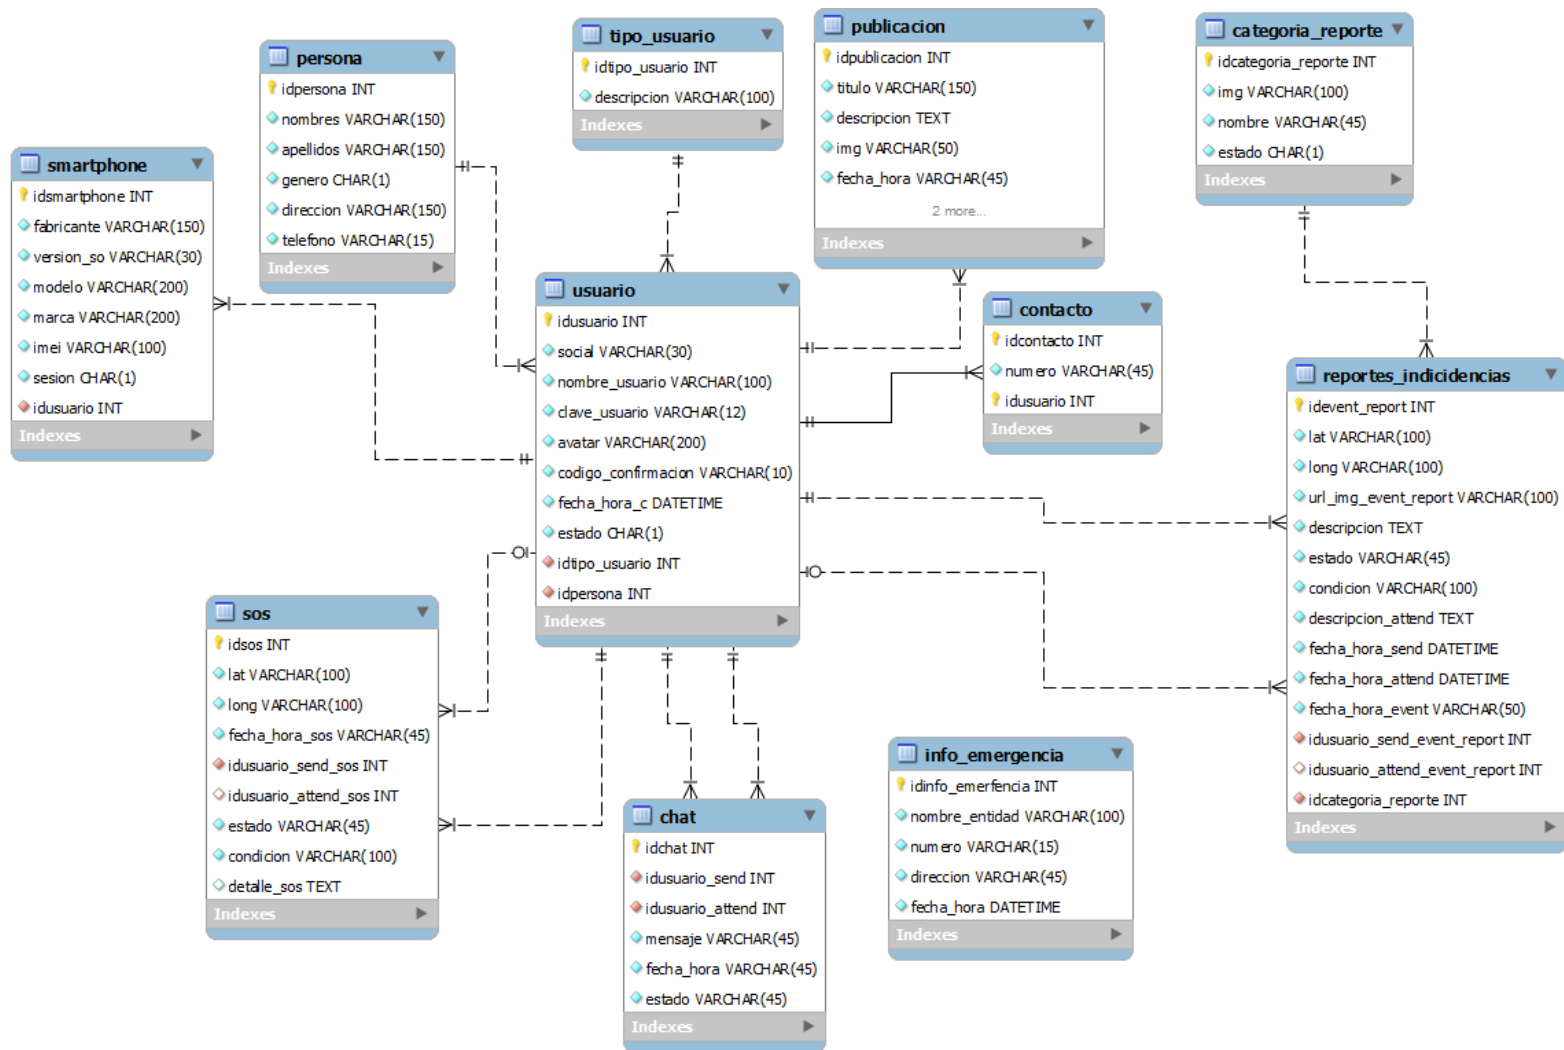 persona
idpersona INT
nombres VARCHAR(150)
apellidos VARCHAR(150)
genero CHAR(1)
direccion VARCHAR(150)
telefono VARCHAR(15)
Indexes
tipo_usuario
idtipo_usuario INT
descripcion VARCHAR(100)
Indexes
publicacion
idpublicacion INT
titulo VARCHAR(150)
descripcion TEXT
img VARCHAR(50)
fecha_hora VARCHAR(45)
2 more...
Indexes
categoria_reporte
idcategoria_reporte INT
img VARCHAR(100)
nombre VARCHAR(45)
estado CHAR(1)
Indexes
smartphone
idsmartphone INT
fabricante VARCHAR(150)
version_so VARCHAR(30)
modelo VARCHAR(200)
marca VARCHAR(200)
imei VARCHAR(100)
sesion CHAR(1)
idusuario INT
Indexes
usuario
idusuario INT
social VARCHAR(30)
nombre_usuario VARCHAR(100)
clave_usuario VARCHAR(12)
avatar VARCHAR(200)
codigo_confirmacion VARCHAR(10)
fecha_hora_c DATETIME
estado CHAR(1)
idtipo_usuario INT
idpersona INT
Indexes
contacto
idcontacto INT
numero VARCHAR(45)
idusuario INT
Indexes
reportes_indicidencias
idevent_report INT
lat VARCHAR(100)
long VARCHAR(100)
url_img_event_report VARCHAR(100)
descripcion TEXT
estado VARCHAR(45)
condicion VARCHAR(100)
descripcion_attend TEXT
fecha_hora_send DATETIME
fecha_hora_attend DATETIME
fecha_hora_event VARCHAR(50)
idusuario_send_event_report INT
idusuario_attend_event_report INT
idcategoria_reporte INT
Indexes
sos
idsos INT
lat VARCHAR(100)
long VARCHAR(100)
fecha_hora_sos VARCHAR(45)
idusuario_send_sos INT
idusuario_attend_sos INT
estado VARCHAR(45)
condicion VARCHAR(100)
detalle_sos TEXT
Indexes
chat
idchat INT
idusuario_send INT
idusuario_attend INT
mensaje VARCHAR(45)
fecha_hora VARCHAR(45)
estado VARCHAR(45)
Indexes
info_emergencia
idinfo_emerfencia INT
nombre_entidad VARCHAR(100)
numero VARCHAR(15)
direccion VARCHAR(45)
fecha_hora DATETIME
Indexes